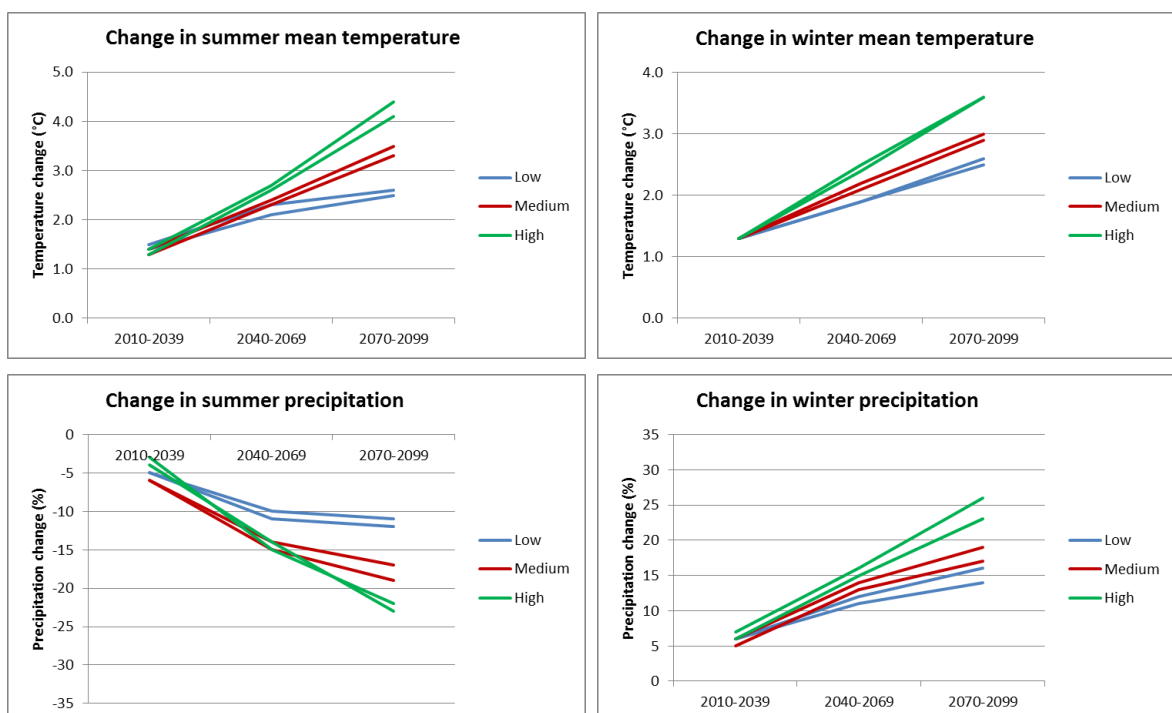 Change in summer mean temperature
Temperature change (°C)
5.0
4.0
3.0
2.0
1.0
0.0
2010-2039 2040-2069 2070-2099
Low
Medium
High
Change in winter mean temperature
Temperature change (°C)
4.0
3.0
2.0
1.0
0.0
2010-2039 2040-2069 2070-2099
Low
Medium
High
Change in summer precipitation
Precipitation change (%)
0
-5
-10
-15
-20
-25
-30
-35
2010-2039 2040-2069 2070-2099
Low
Medium
High
Change in winter precipitation
Precipitation change (%)
35
30
25
20
15
10
5
0
2010-2039 2040-2069 2070-2099
Low
Medium
High